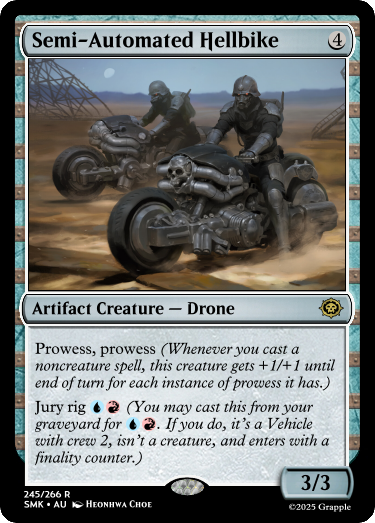 Semi-Automated Hellbike 4
Artifact Creature — Drone
Prowess, prowess (Whenever you cast a
noncreature spell, this creature gets +1/+1 until
end of turn for each instance of prowess it has.)
Jury rig (You may cast this from your
graveyard for . If you do, it's a Vehicle
with crew 2, isn't a creature, and enters with a
finality counter.)
3/3
245/266 R
SMK • AU Heonhwa Choe
©2025 Grapple